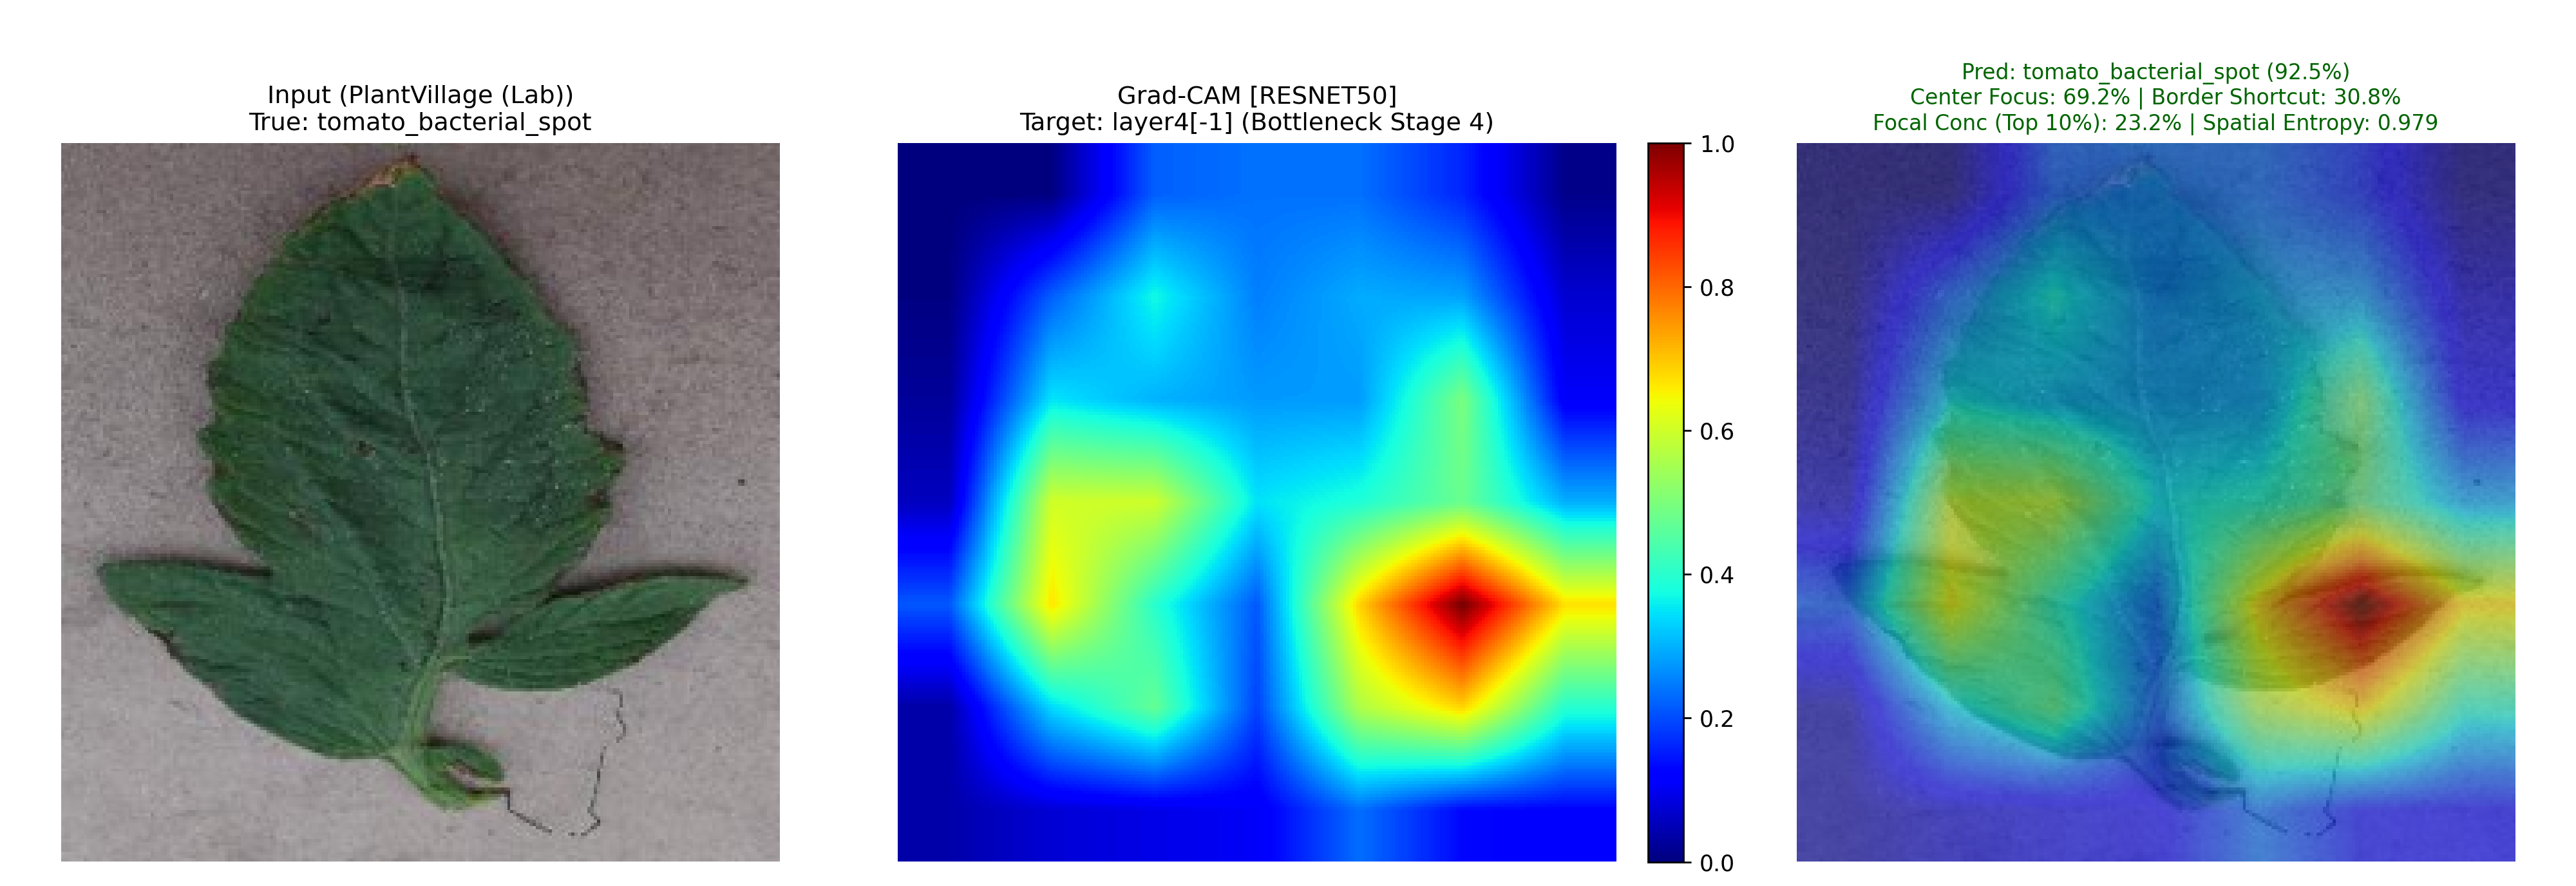 Input (PlantVillage (Lab))
True: tomato_bacterial_spot
Grad-CAM [RESNET50]
Target: layer4[-1] (Bottleneck Stage 4)
1.0
0.8
0.6
0.4
0.2
0.0
Pred: tomato_bacterial_spot (92.5%)
Center Focus: 69.2% | Border Shortcut: 30.8%
Focal Conc (Top 10%): 23.2% | Spatial Entropy: 0.979